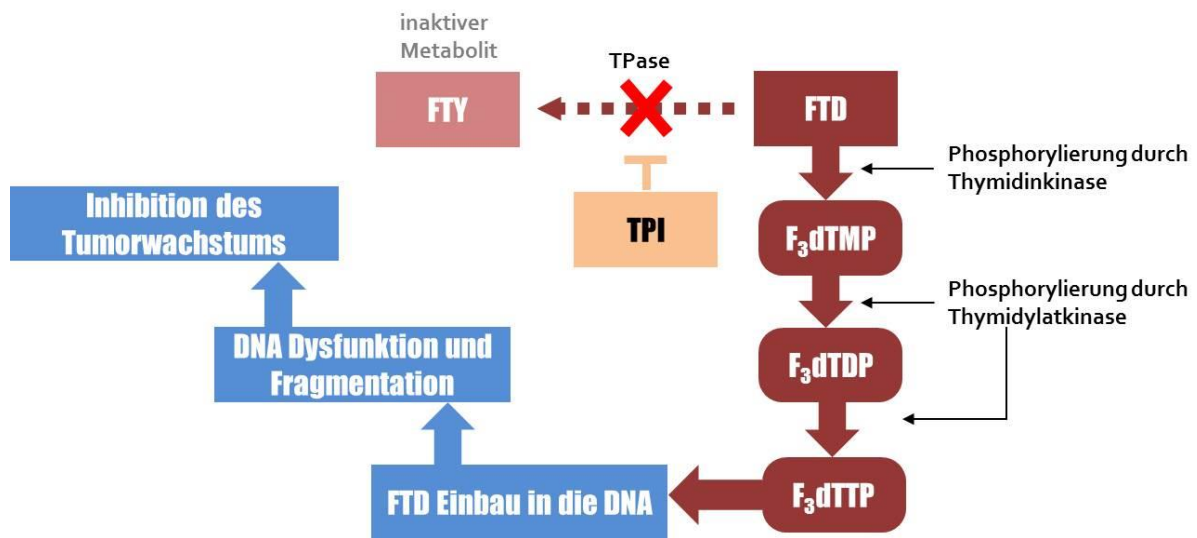 inaktiver
Metabolit
TPase
FTY
FTD
Phosphorylierung durch
Thymidinkinase
Inhibition des
Tumorwachstums
TPI
F₃dTMP
Phosphorylierung durch
Thymidylatkinase
DNA Dysfunktion und
Fragmentation
F₃dTDP
FTD Einbau in die DNA
F₃dTTP